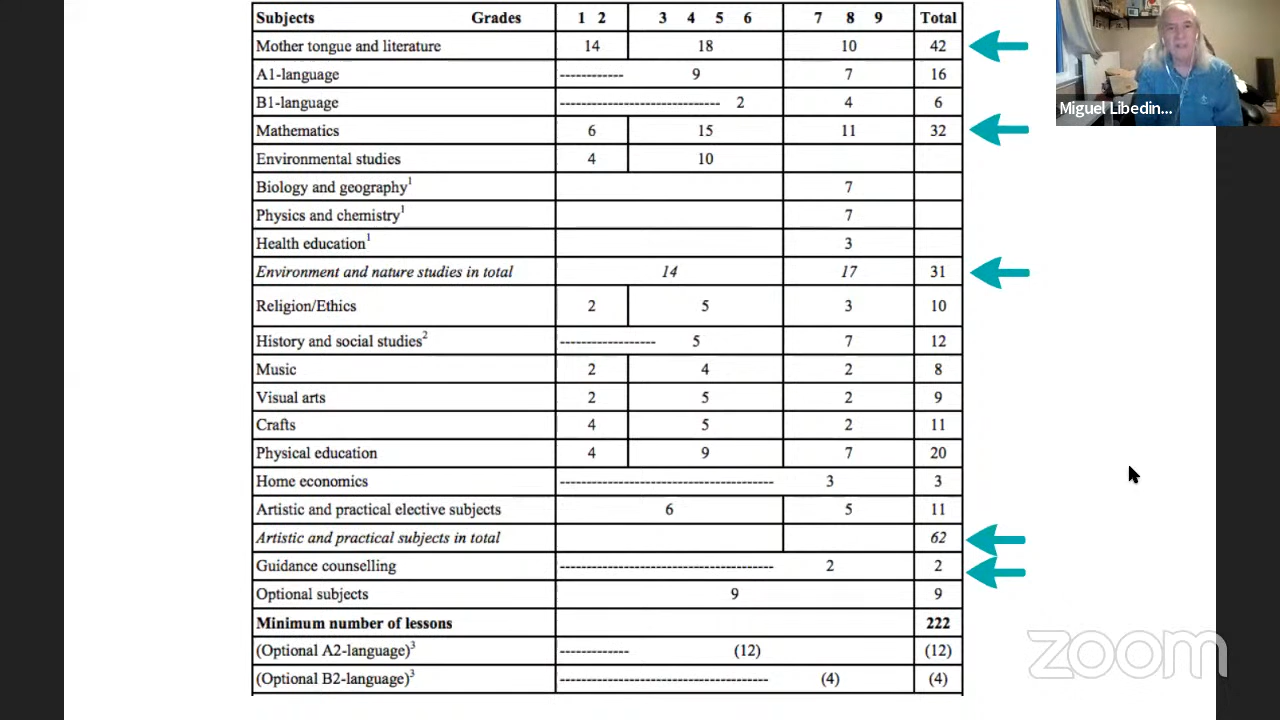 Subjects Grades 1 2 3 4 5 6 7 8 9 Total
Mother tongue and literature 14 18 10 42
A1-language ------------ 9 7 16
B1-language ------------------------------ 2 4 6
Mathematics 6 15 11 32
Environmental studies 4 10
Biology and geography1 7
Physics and chemistry1 7
Health education1 3
Environment and nature studies in total 14 17 31
Religion/Ethics 2 5 3 10
History and social studies2 ------------------ 5 7 12
Music 2 4 2 8
Visual arts 2 5 2 9
Crafts 4 5 2 11
Physical education 4 9 7 20
Home economics ---------------------------------------- 3 3
Artistic and practical elective subjects 6 5 11
Artistic and practical subjects in total 62
Guidance counselling ---------------------------------------- 2 2
Optional subjects 9 9
Minimum number of lessons 222
(Optional A2-language)3 ------------- (12) (12)
(Optional B2-language)3 --------------------------------------- (4) (4)
Miguel Libedin...
zoom